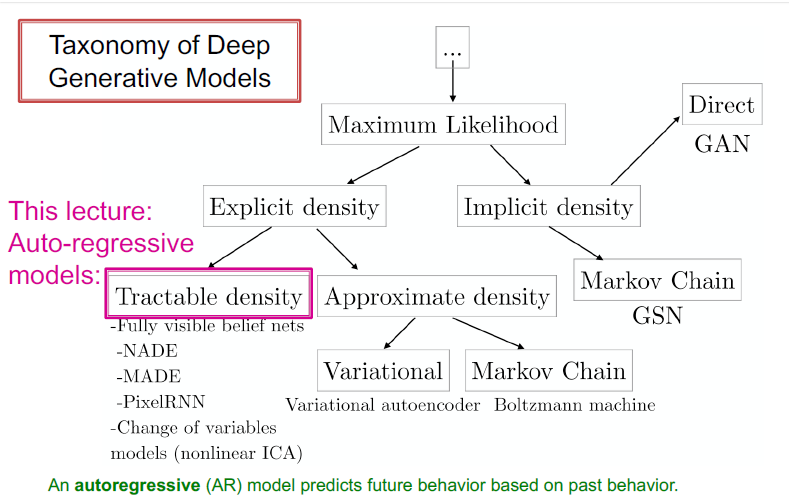 Taxonomy of Deep
Generative Models
...
Maximum Likelihood
Direct
GAN
Explicit density
Implicit density
This lecture:
Auto-regressive
models:
Tractable density
Approximate density
Markov Chain
GSN
-Fully visible belief nets
-NADE
-MADE
-PixelRNN
-Change of variables
models (nonlinear ICA)
Variational
Markov Chain
Variational autoencoder
Boltzmann machine
An autoregressive (AR) model predicts future behavior based on past behavior.